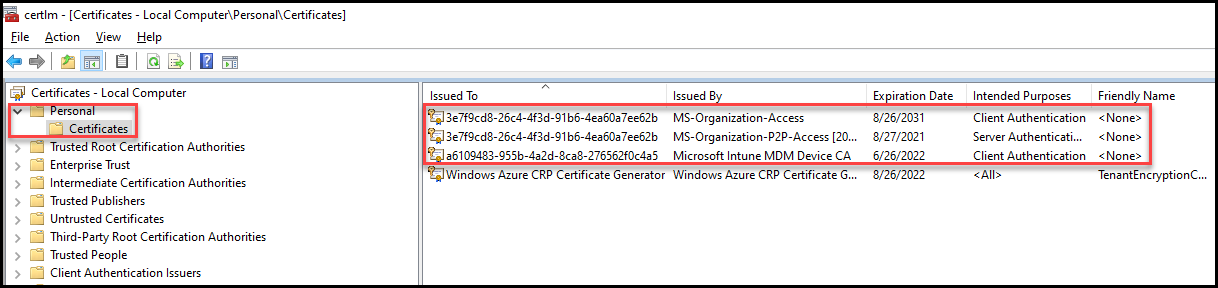 certlm - [Certificates - Local Computer\Personal\Certificates]
File Action View Help
Certificates - Local Computer
Personal
Certificates
Trusted Root Certification Authorities
Enterprise Trust
Intermediate Certification Authorities
Trusted Publishers
Untrusted Certificates
Third-Party Root Certification Authorities
Trusted People
Client Authentication Issuers
Issued To Issued By Expiration Date Intended Purposes Friendly Name
3e7f9cd8-26c4-4f3d-91b6-4ea60a7ee62b MS-Organization-Access 8/26/2031 Client Authentication <None>
3e7f9cd8-26c4-4f3d-91b6-4ea60a7ee62b MS-Organization-P2P-Access [20... 8/27/2021 Server Authenticati... <None>
a6109483-955b-4a2d-8ca8-276562f0c4a5 Microsoft Intune MDM Device CA 6/26/2022 Client Authentication <None>
Windows Azure CRP Certificate Generator Windows Azure CRP Certificate G... 8/26/2022 <All> TenantEncryptionC...